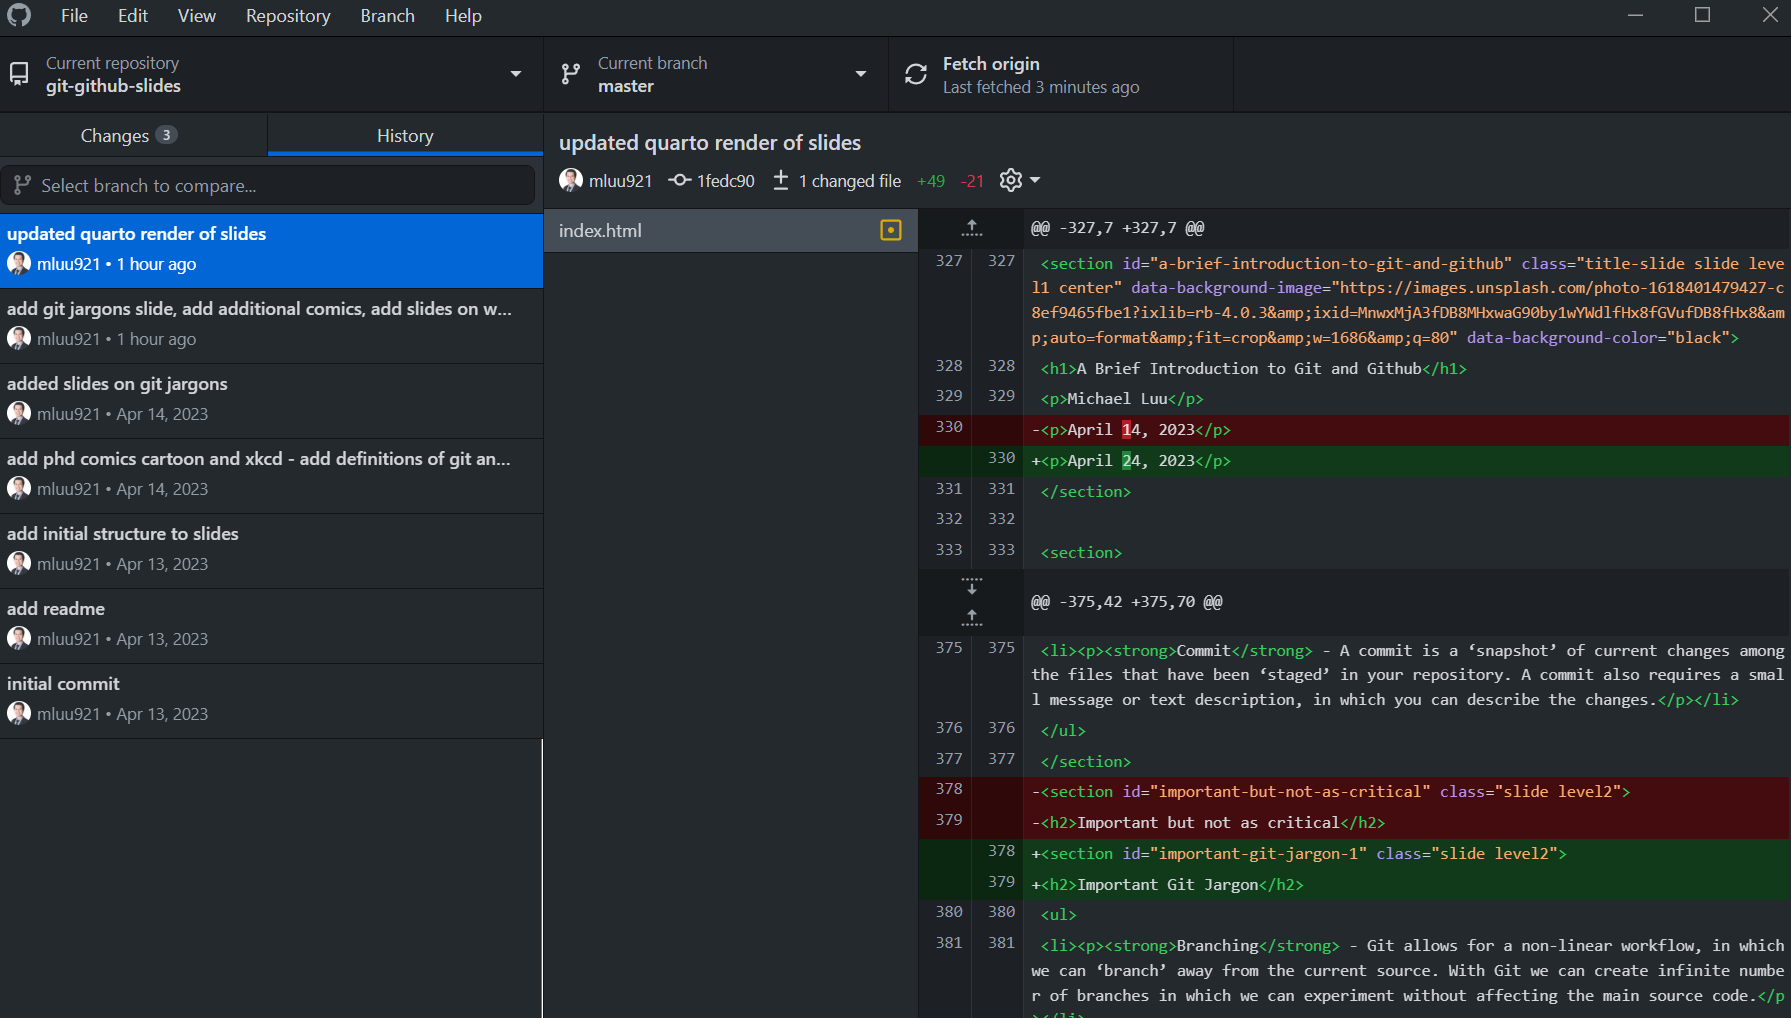 File Edit View Repository Branch Help
Current repository
git-github-slides
Current branch
master
Fetch origin
Last fetched 3 minutes ago
Changes 3
History
Select branch to compare...
updated quarto render of slides
mluu921 • 1 hour ago
add git jargons slide, add additional comics, add slides on w...
mluu921 • 1 hour ago
added slides on git jargons
mluu921 • Apr 14, 2023
add phd comics cartoon and xkcd - add definitions of git an...
mluu921 • Apr 14, 2023
add initial structure to slides
mluu921 • Apr 13, 2023
add readme
mluu921 • Apr 13, 2023
initial commit
mluu921 • Apr 13, 2023
updated quarto render of slides
mluu921 1fedc90 1 changed file +49 -21
index.html
@@ -327,7 +327,7 @@
327 327 <section id="a-brief-introduction-to-git-and-github" class="title-slide slide leve
l1 center" data-background-image="https://images.unsplash.com/photo-1618401479427-c
8ef9465fbe1?ixlib=rb-4.0.3&amp;ixid=MnwxMjA3fDB8MHxwaG90by1wYWdlfHx8fGVufDB8fHx8&am
p;auto=format&amp;fit=crop&amp;w=1686&amp;q=80" data-background-color="black">
328 328 <h1>A Brief Introduction to Git and Github</h1>
329 329 <p>Michael Luu</p>
330 -<p>April 14, 2023</p>
330 +<p>April 24, 2023</p>
331 331 </section>
332 332
333 333 <section>
@@ -375,42 +375,70 @@
375 375 <li><p><strong>Commit</strong> - A commit is a ‘snapshot’ of current changes among
the files that have been ‘staged’ in your repository. A commit also requires a smal
l message or text description, in which you can describe the changes.</p></li>
376 376 </ul>
377 377 </section>
378 -<section id="important-but-not-as-critical" class="slide level2">
379 -<h2>Important but not as critical</h2>
378 +<section id="important-git-jargon-1" class="slide level2">
379 +<h2>Important Git Jargon</h2>
380 380 <ul>
381 381 <li><p><strong>Branching</strong> - Git allows for a non-linear workflow, in which
we can ‘branch’ away from the current source. With Git we can create infinite numbe
r of branches in which we can experiment without affecting the main source code.</p
></li>